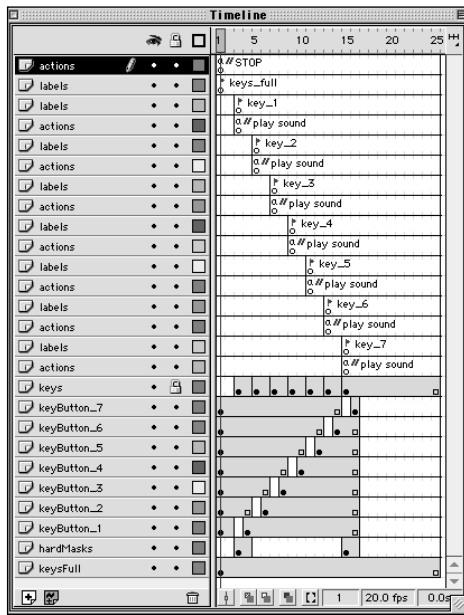 Timeline
1 5 10 15 20 25
actions a//STOP
labels keys_full
labels key_1
actions a//play sound
labels key_2
actions a//play sound
labels key_3
actions a//play sound
labels key_4
actions a//play sound
labels key_5
actions a//play sound
labels key_6
actions a//play sound
labels key_7
actions a//play sound
keys
keyButton_7
keyButton_6
keyButton_5
keyButton_4
keyButton_3
keyButton_2
keyButton_1
hardMasks
keysFull
1 20.0 fps 0.0s